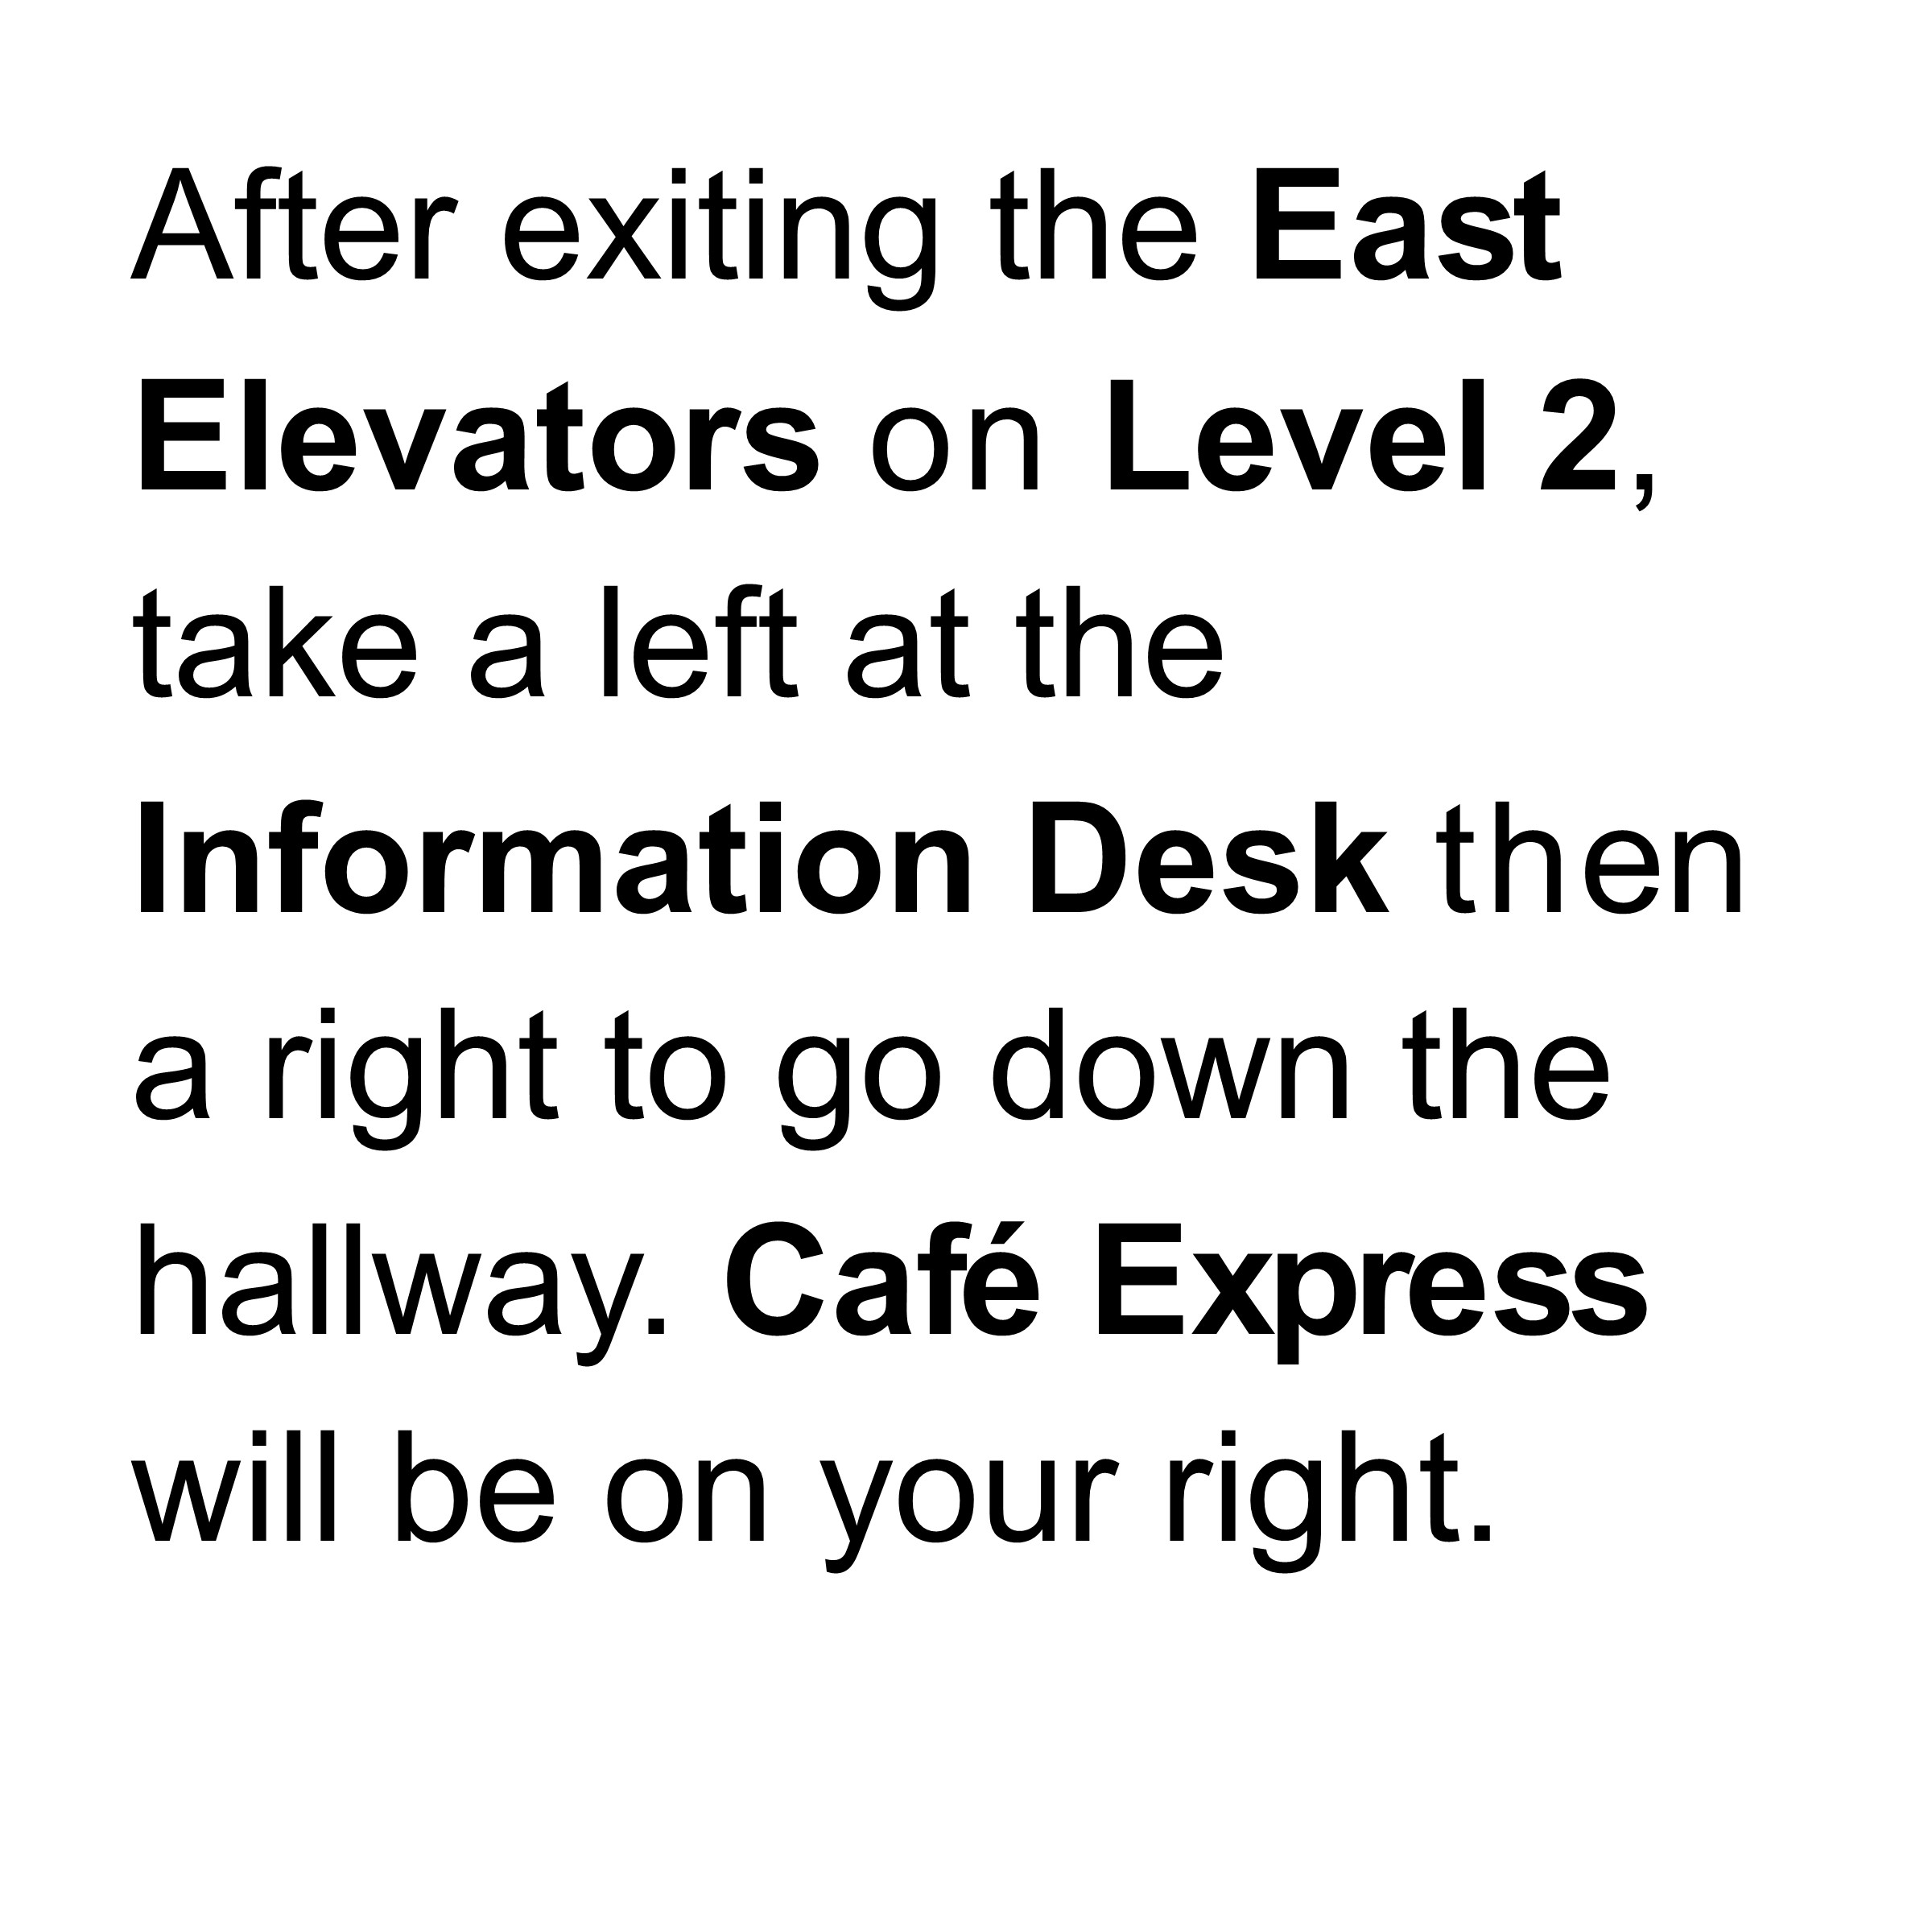 After exiting the East
Elevators on Level 2,
take a left at the
Information Desk then
a right to go down the
hallway. Café Express
will be on your right.